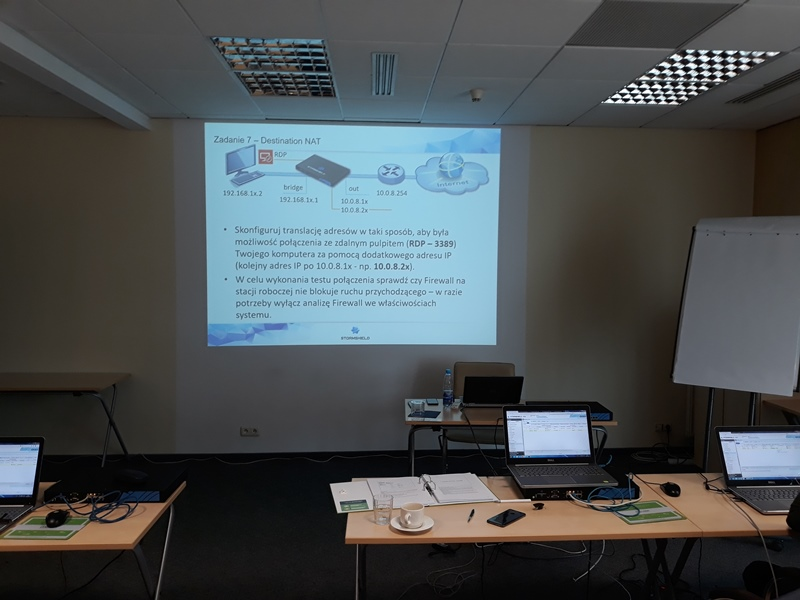 Zadanie 7 – Destination NAT
RDP
Internet
bridge
out
192.168.1x.2
192.168.1x.1
10.0.8.1x
10.0.8.2x
10.0.8.254
• Skonfiguruj translację adresów w taki sposób, aby była
możliwość połączenia ze zdalnym pulpitem (RDP – 3389)
Twojego komputera za pomocą dodatkowego adresu IP
(kolejny adres IP po 10.0.8.1x - np. 10.0.8.2x).
• W celu wykonania testu połączenia sprawdź czy Firewall na
stacji roboczej nie blokuje ruchu przychodzącego – w razie
potrzeby wyłącz analizę Firewall we właściwościach
systemu.
STORMSHIELD